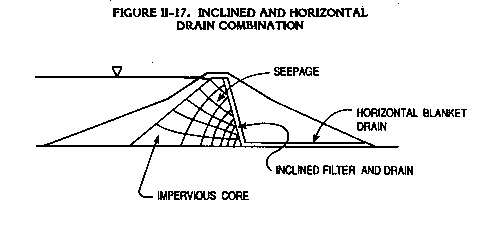 FIGURE II-17. INCLINED AND HORIZONTAL
DRAIN COMBINATION
SEEPAGE
HORIZONTAL BLANKET
DRAIN
INCLINED FILTER AND DRAIN
IMPERVIOUS CORE